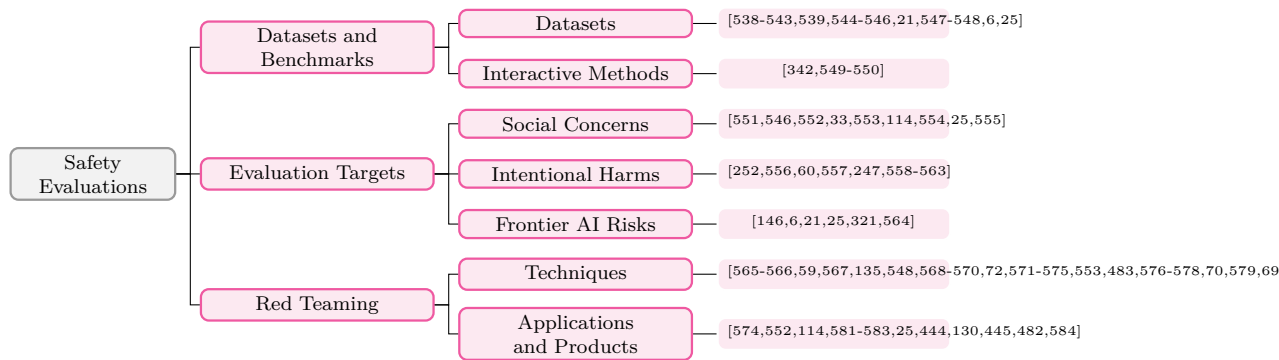 Safety
Evaluations
Datasets and
Benchmarks
Datasets
[538-543,539,544-546,21,547-548,6,25]
Interactive Methods
[342,549-550]
Evaluation Targets
Social Concerns
[551,546,552,33,553,114,554,25,555]
Intentional Harms
[252,556,60,557,247,558-563]
Frontier AI Risks
[146,6,21,25,321,564]
Red Teaming
Techniques
[565-566,59,567,135,548,568-570,72,571-575,553,483,576-578,70,579,69
Applications
and Products
[574,552,114,581-583,25,444,130,445,482,584]